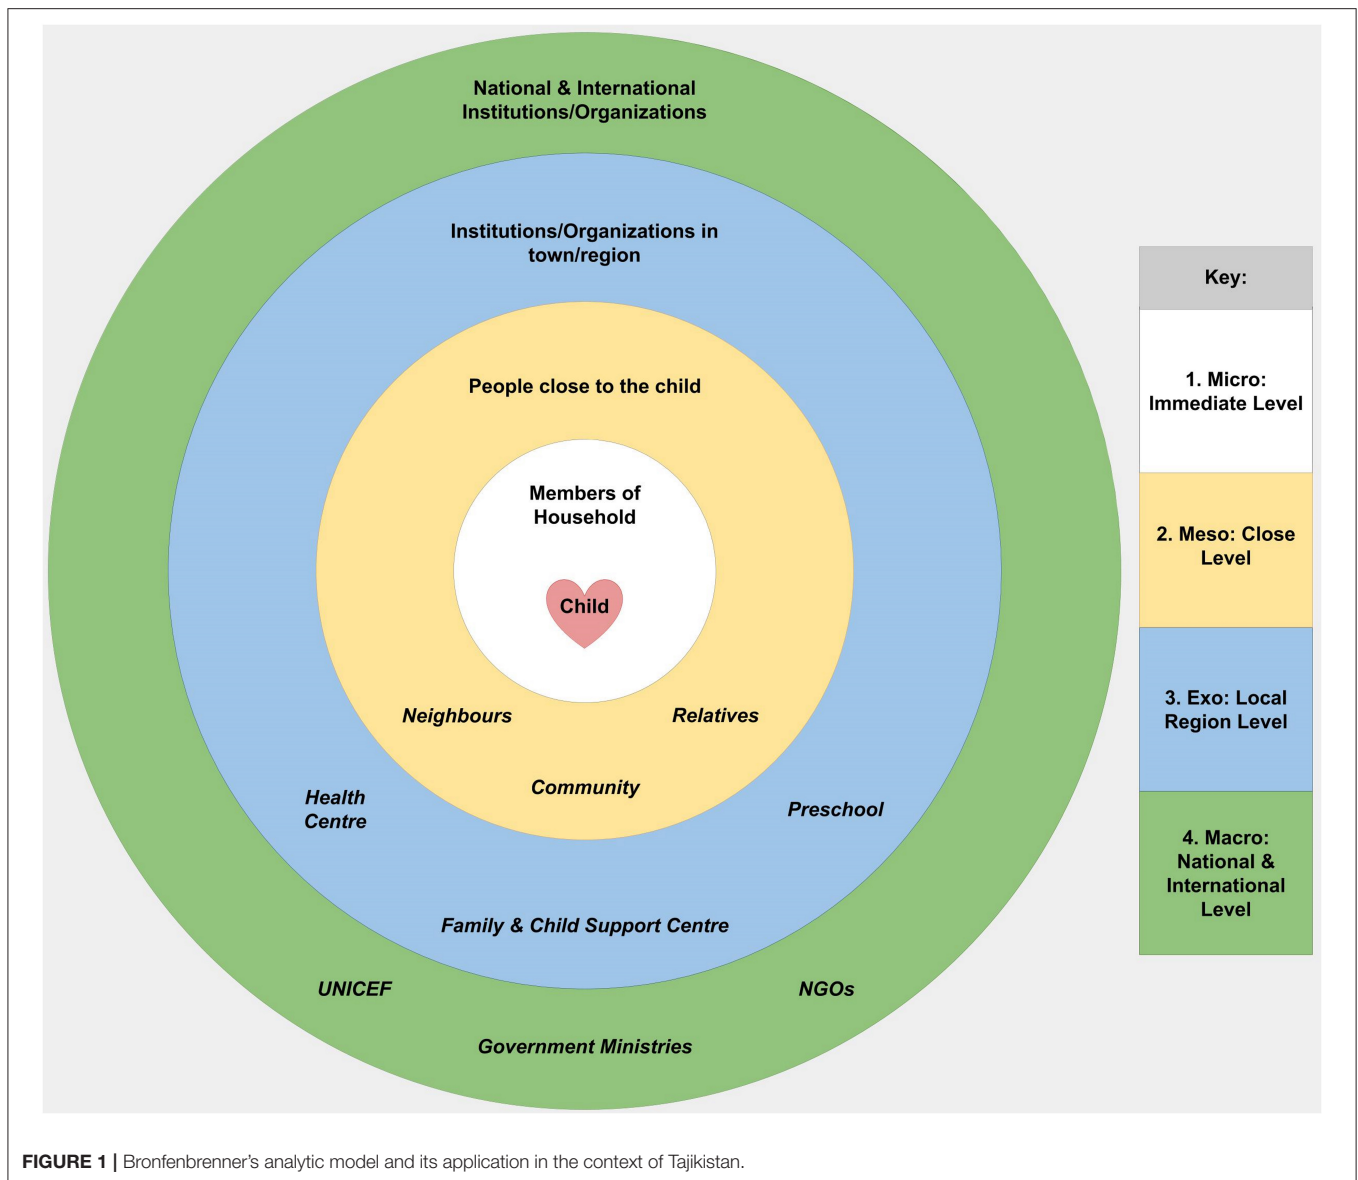 National & International
Institutions/Organizations
Institutions/Organizations in
town/region
People close to the child
Members of
Household
Child
Neighbours
Relatives
Community
Health
Centre
Preschool
Family & Child Support Centre
UNICEF
NGOs
Government Ministries
Key:
1. Micro:
Immediate Level
2. Meso: Close
Level
3. Exo: Local
Region Level
4. Macro:
National &
International
Level
FIGURE 1 | Bronfenbrenner's analytic model and its application in the context of Tajikistan.